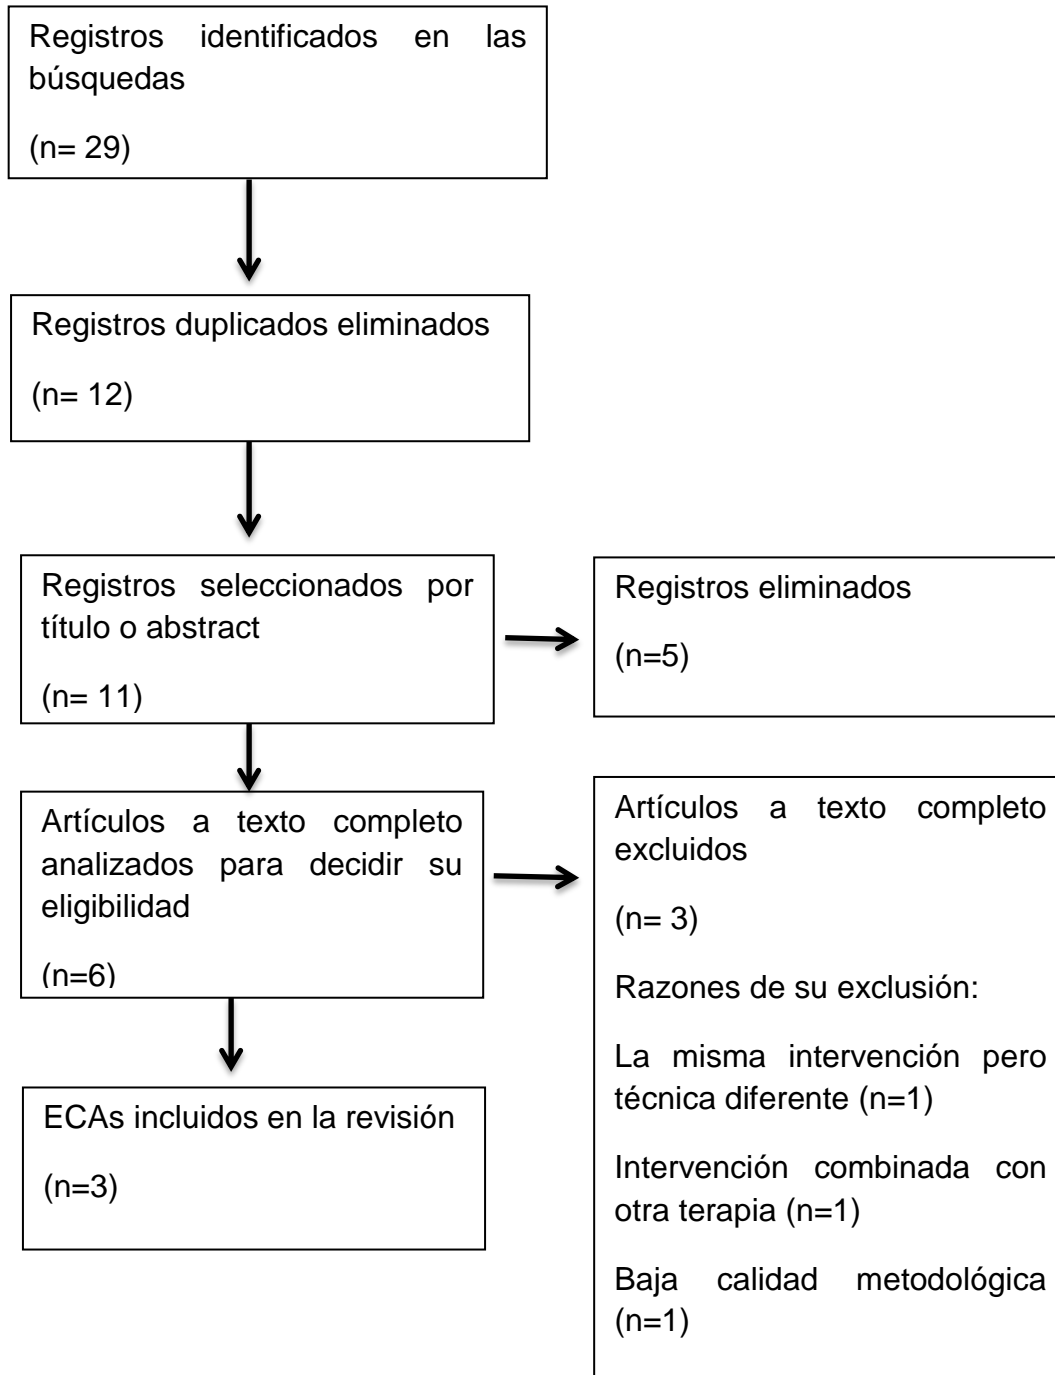 Registros identificados en las
búsquedas
(n= 29)
Registros duplicados eliminados
(n= 12)
Registros seleccionados por
título o abstract
(n= 11)
Registros eliminados
(n=5)
Artículos a texto completo
analizados para decidir su
eligibilidad
(n=6)
Artículos a texto completo
excluidos
(n= 3)
Razones de su exclusión:
La misma intervención pero
técnica diferente (n=1)
Intervención combinada con
otra terapia (n=1)
Baja calidad metodológica
(n=1)
ECAs incluidos en la revisión
(n=3)